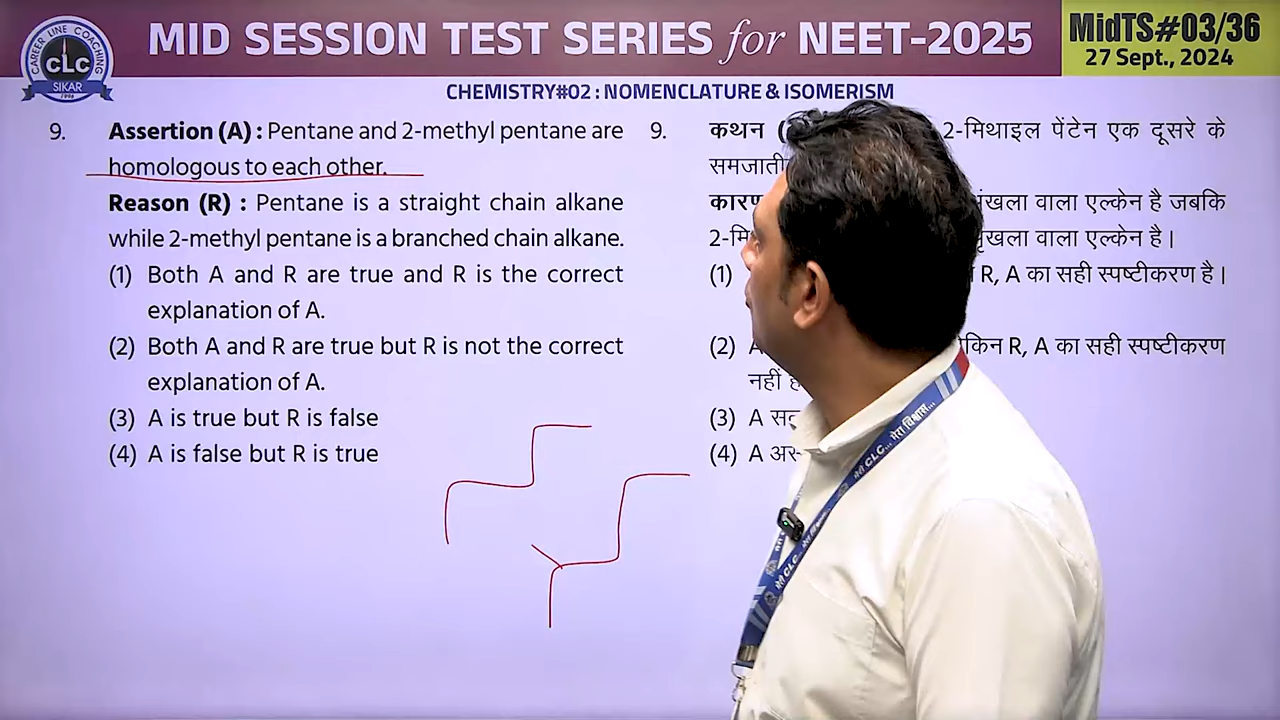 MID SESSION TEST SERIES for NEET-2025
MidTS#03/36
27 Sept., 2024
CAREER LINE COACHING
CLC
SIKAR
1996
CHEMISTRY#02 : NOMENCLATURE & ISOMERISM
9. Assertion (A) : Pentane and 2-methyl pentane are
homologous to each other.
Reason (R) : Pentane is a straight chain alkane
while 2-methyl pentane is a branched chain alkane.
(1) Both A and R are true and R is the correct
explanation of A.
(2) Both A and R are true but R is not the correct
explanation of A.
(3) A is true but R is false
(4) A is false but R is true
9. कथन 2-मिथाइल पेंटेन एक दूसरे के
वाला एल्केन है जबकि
वाला एल्केन है।
(1) R, A का सही स्पष्टीकरण है।
(2) R, A का सही स्पष्टीकरण
नहीं
(3) A
(4) A
मेरी CLC... मेरा विश्वास...